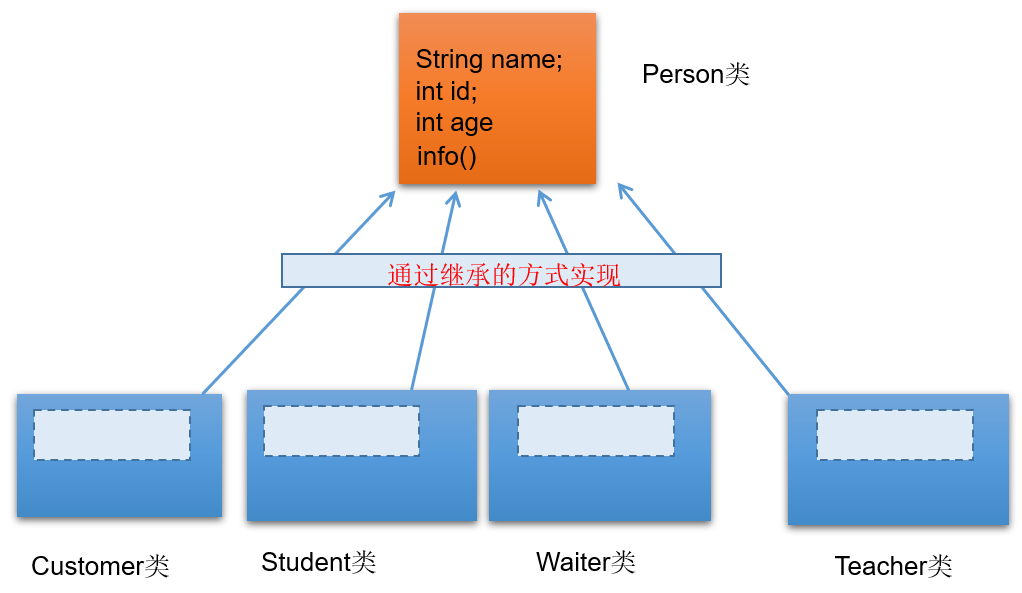 String name;
int id;
int age
info()
Person类
通过继承的方式实现
Customer类
Student类
Waiter类
Teacher类